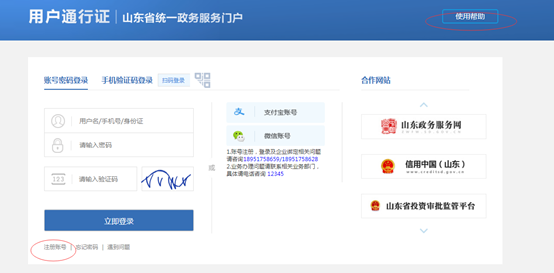 用户通行证 山东省统一政务服务门户
使用帮助
账号密码登录 手机验证码登录 扫码登录
用户名/手机号/身份证
请输入密码
请输入验证码
立即登录
注册账号 | 忘记密码 | 遇到问题
或
支付宝账号
微信账号
1.账号注册，登录及企业绑定相关问题
请咨询18951758659/18951758628
2.业务办理问题请联系相关业务部门，
具体请电话咨询 12345
合作网站
山东政务服务网
信用中国（山东）
www.creditsd.gov.cn
山东省投资审批监管平台